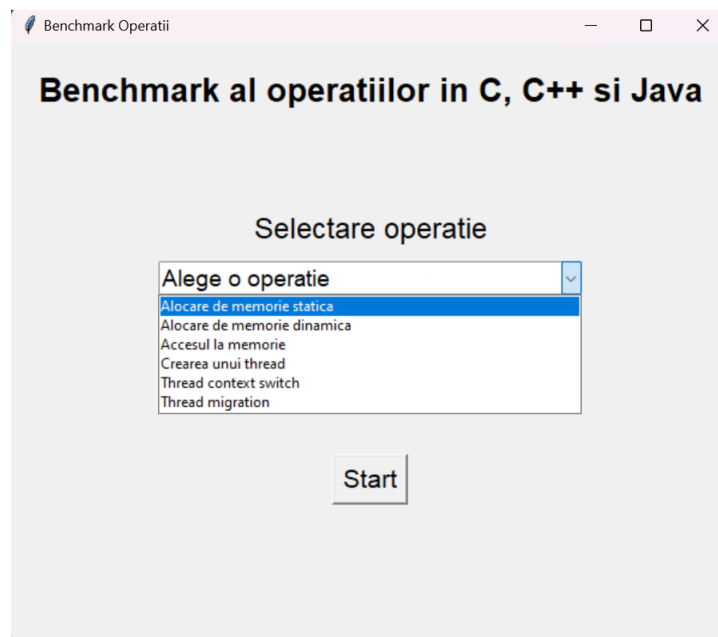 Benchmark Operatii
Benchmark al operatiilor in C, C++ si Java
Selectare operatie
Alege o operatie
Alocare de memorie statica
Alocare de memorie dinamica
Accesul la memorie
Crearea unui thread
Thread context switch
Thread migration
Start